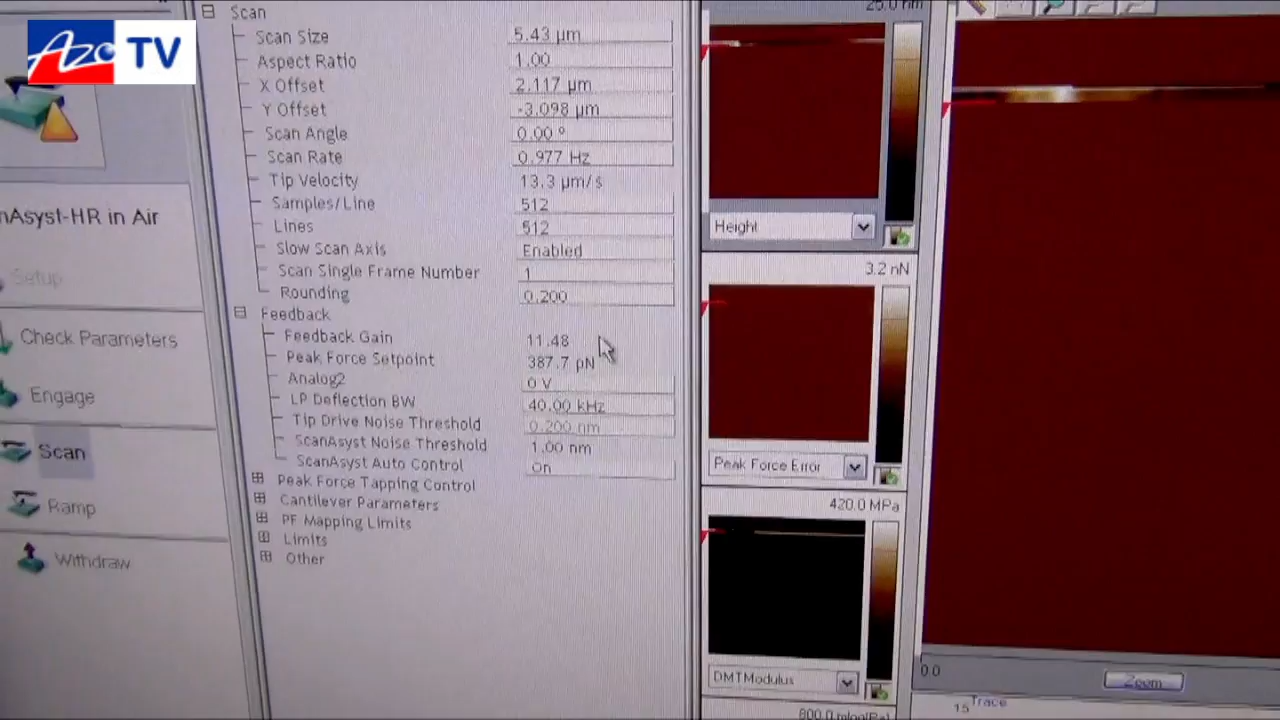 AZO TV
nAsyst-HR in Air
Setup
Check Parameters
Engage
Scan
Ramp
Withdraw
Scan
Scan Size 5.43 µm
Aspect Ratio 1.00
X Offset 2.117 µm
Y Offset -3.098 µm
Scan Angle 0.00 º
Scan Rate 0.977 Hz
Tip Velocity 13.3 µm/s
Samples/Line 512
Lines 512
Slow Scan Axis Enabled
Scan Single Frame Number 1
Rounding 0.200
Feedback
Feedback Gain 11.48
Peak Force Setpoint 387.7 pN
Analog2 0 V
LP Deflection BW 40.00 kHz
Tip Drive Noise Threshold 0.200 nm
ScanAsyst Noise Threshold 1.00 nm
ScanAsyst Auto Control On
Peak Force Tapping Control
Cantilever Parameters
PF Mapping Limits
Limits
Other
25.0 nm
Height
3.2 nN
Peak Force Error
420.0 MPa
DMTModulus
0.0
Zoom
15 Trace